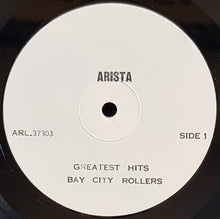 ARISTA
ARL.37303 SIDE 1
GREATEST HITS
BAY CITY ROLLERS